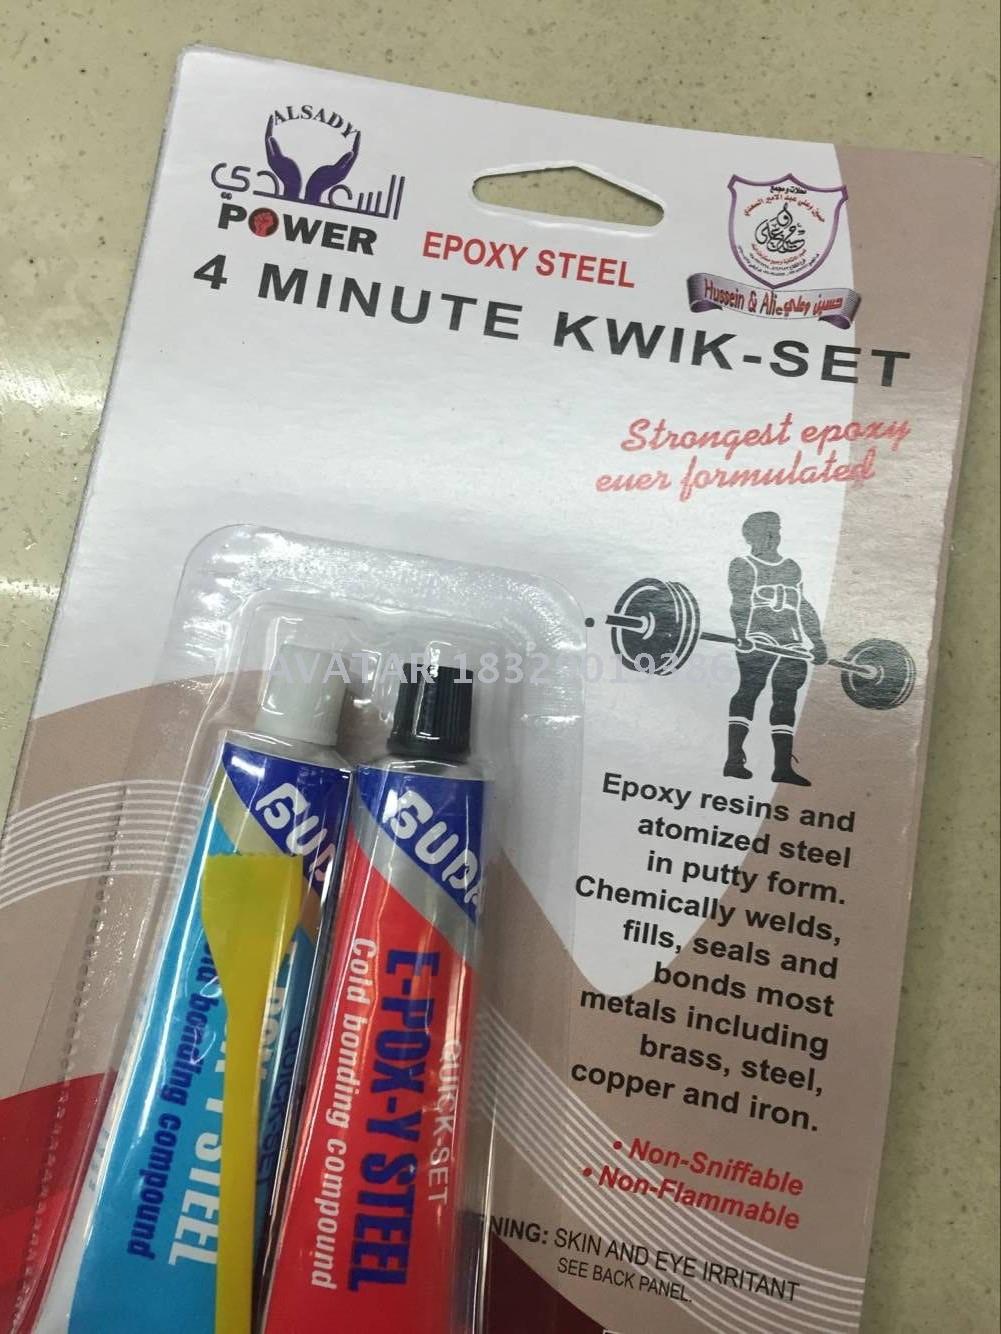 ALSADY
السعدي
POWER
EPOXY STEEL
Hussein & Ali حسين وعلي
4 MINUTE KWIK-SET
Strongest epoxy
ever formulated
AVATAR 18329019386
Epoxy resins and
atomized steel
in putty form.
Chemically welds,
fills, seals and
bonds most
metals including
brass, steel,
copper and iron.
• Non-Sniffable
• Non-Flammable
NING: SKIN AND EYE IRRITANT
SEE BACK PANEL.
STEEL
bonding compound
E-POX-Y STEEL
Cold bonding compound
QUICK-SET